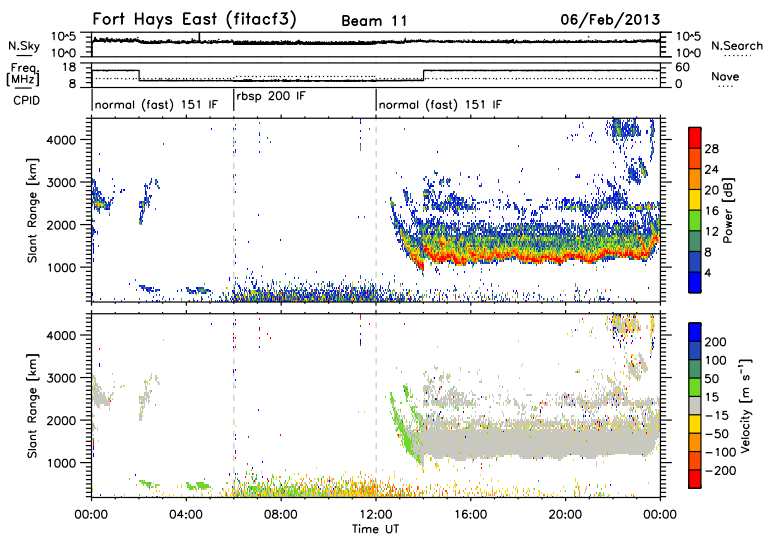 Fort Hays East (fitacf3) Beam 11 06/Feb/2013
N.Sky 10^5 10^0 10^5 10^0 N.Search
Freq. [MHz] 18 8 60 0 Nave
CPID normal (fast) 151 IF rbsp 200 IF normal (fast) 151 IF
Slant Range [km]
4000
3000
2000
1000
Power [dB]
28
24
20
16
12
8
4
Slant Range [km]
4000
3000
2000
1000
Velocity [m s⁻¹]
200
100
50
15
-15
-50
-100
-200
00:00 04:00 08:00 12:00 16:00 20:00 00:00
Time UT